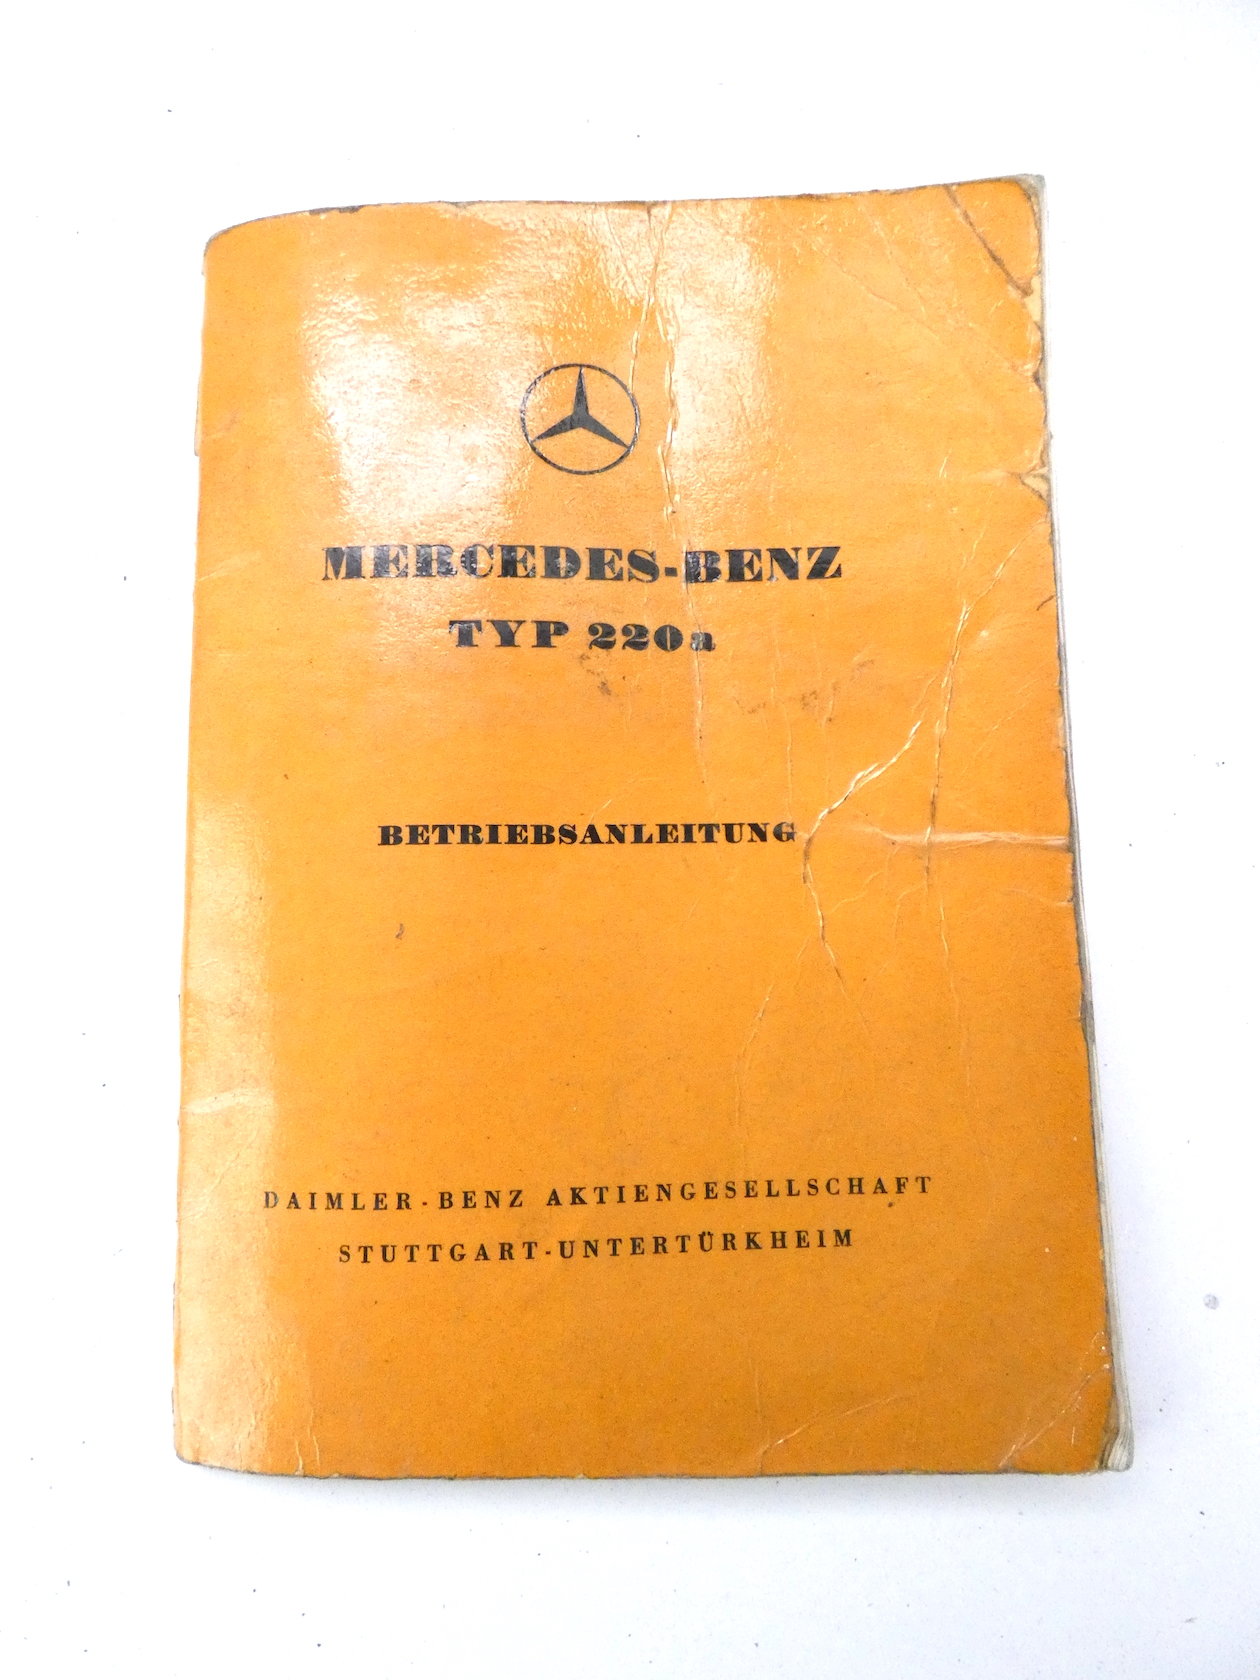 MERCEDES-BENZ
TYP 220a
BETRIEBSANLEITUNG
DAIMLER-BENZ AKTIENGESELLSCHAFT
STUTTGART-UNTERTÜRKHEIM